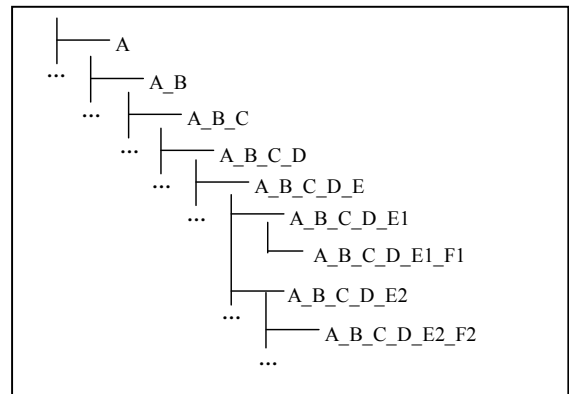 A
...
A_B
...
A_B_C
...
A_B_C_D
...
A_B_C_D_E
...
A_B_C_D_E1
A_B_C_D_E1_F1
A_B_C_D_E2
...
A_B_C_D_E2_F2
...